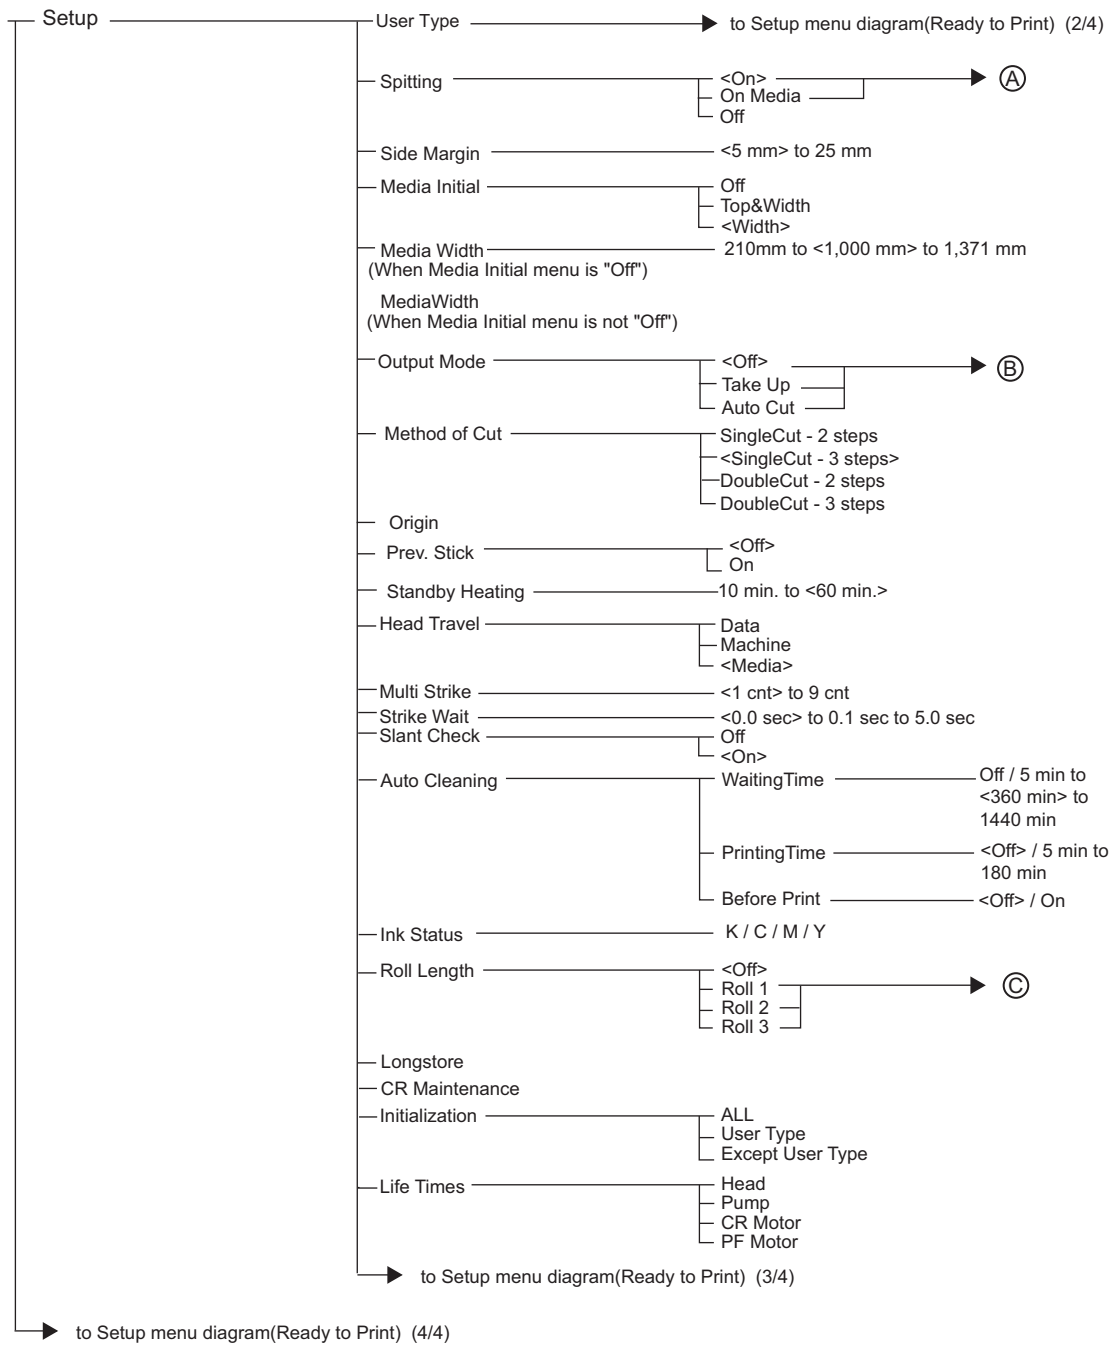 Setup
User Type
to Setup menu diagram(Ready to Print) (2/4)
Spitting
<On>
On Media
Off
A
Side Margin
<5 mm> to 25 mm
Media Initial
Off
Top&Width
<Width>
Media Width
(When Media Initial menu is "Off")
210mm to <1,000 mm> to 1,371 mm
MediaWidth
(When Media Initial menu is not "Off")
Output Mode
<Off>
Take Up
Auto Cut
B
Method of Cut
SingleCut - 2 steps
<SingleCut - 3 steps>
DoubleCut - 2 steps
DoubleCut - 3 steps
Origin
Prev. Stick
<Off>
On
Standby Heating
10 min. to <60 min.>
Head Travel
Data
Machine
<Media>
Multi Strike
<1 cnt> to 9 cnt
Strike Wait
<0.0 sec> to 0.1 sec to 5.0 sec
Slant Check
Off
<On>
Auto Cleaning
WaitingTime
Off / 5 min to
<360 min> to
1440 min
PrintingTime
<Off> / 5 min to
180 min
Before Print
<Off> / On
Ink Status
K / C / M / Y
Roll Length
<Off>
Roll 1
Roll 2
Roll 3
C
Longstore
CR Maintenance
Initialization
ALL
User Type
Except User Type
Life Times
Head
Pump
CR Motor
PF Motor
to Setup menu diagram(Ready to Print) (3/4)
to Setup menu diagram(Ready to Print) (4/4)